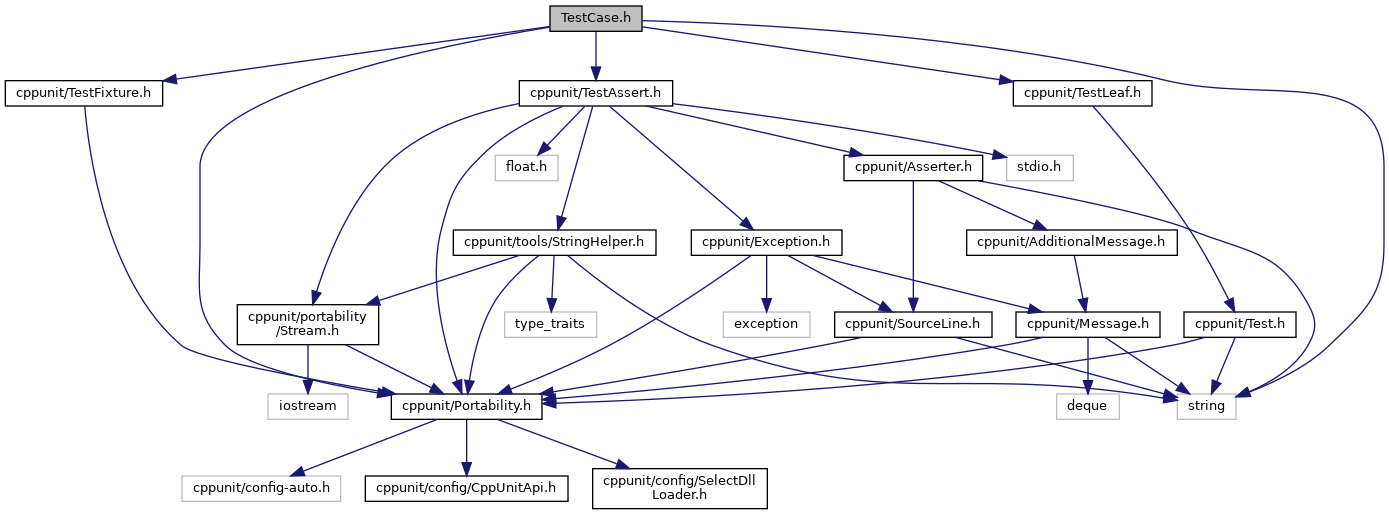 TestCase.h
cppunit/TestFixture.h
cppunit/TestAssert.h
cppunit/TestLeaf.h
float.h
cppunit/Asserter.h
stdio.h
cppunit/tools/StringHelper.h
cppunit/Exception.h
cppunit/AdditionalMessage.h
cppunit/portability
/Stream.h
type_traits
exception
cppunit/SourceLine.h
cppunit/Message.h
cppunit/Test.h
iostream
cppunit/Portability.h
deque
string
cppunit/config-auto.h
cppunit/config/CppUnitApi.h
cppunit/config/SelectDll
Loader.h